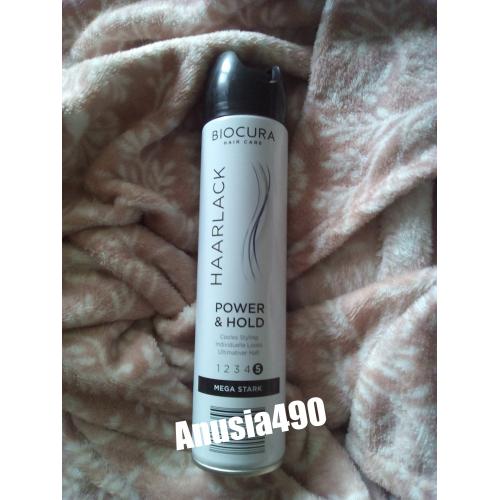 BIOCURA
HAIR CARE
HAARLACK
POWER
& HOLD
Cooles Styling
Individuelle Looks
Ultimativer Halt
1 2 3 4 5
MEGA STARK
Anusia490